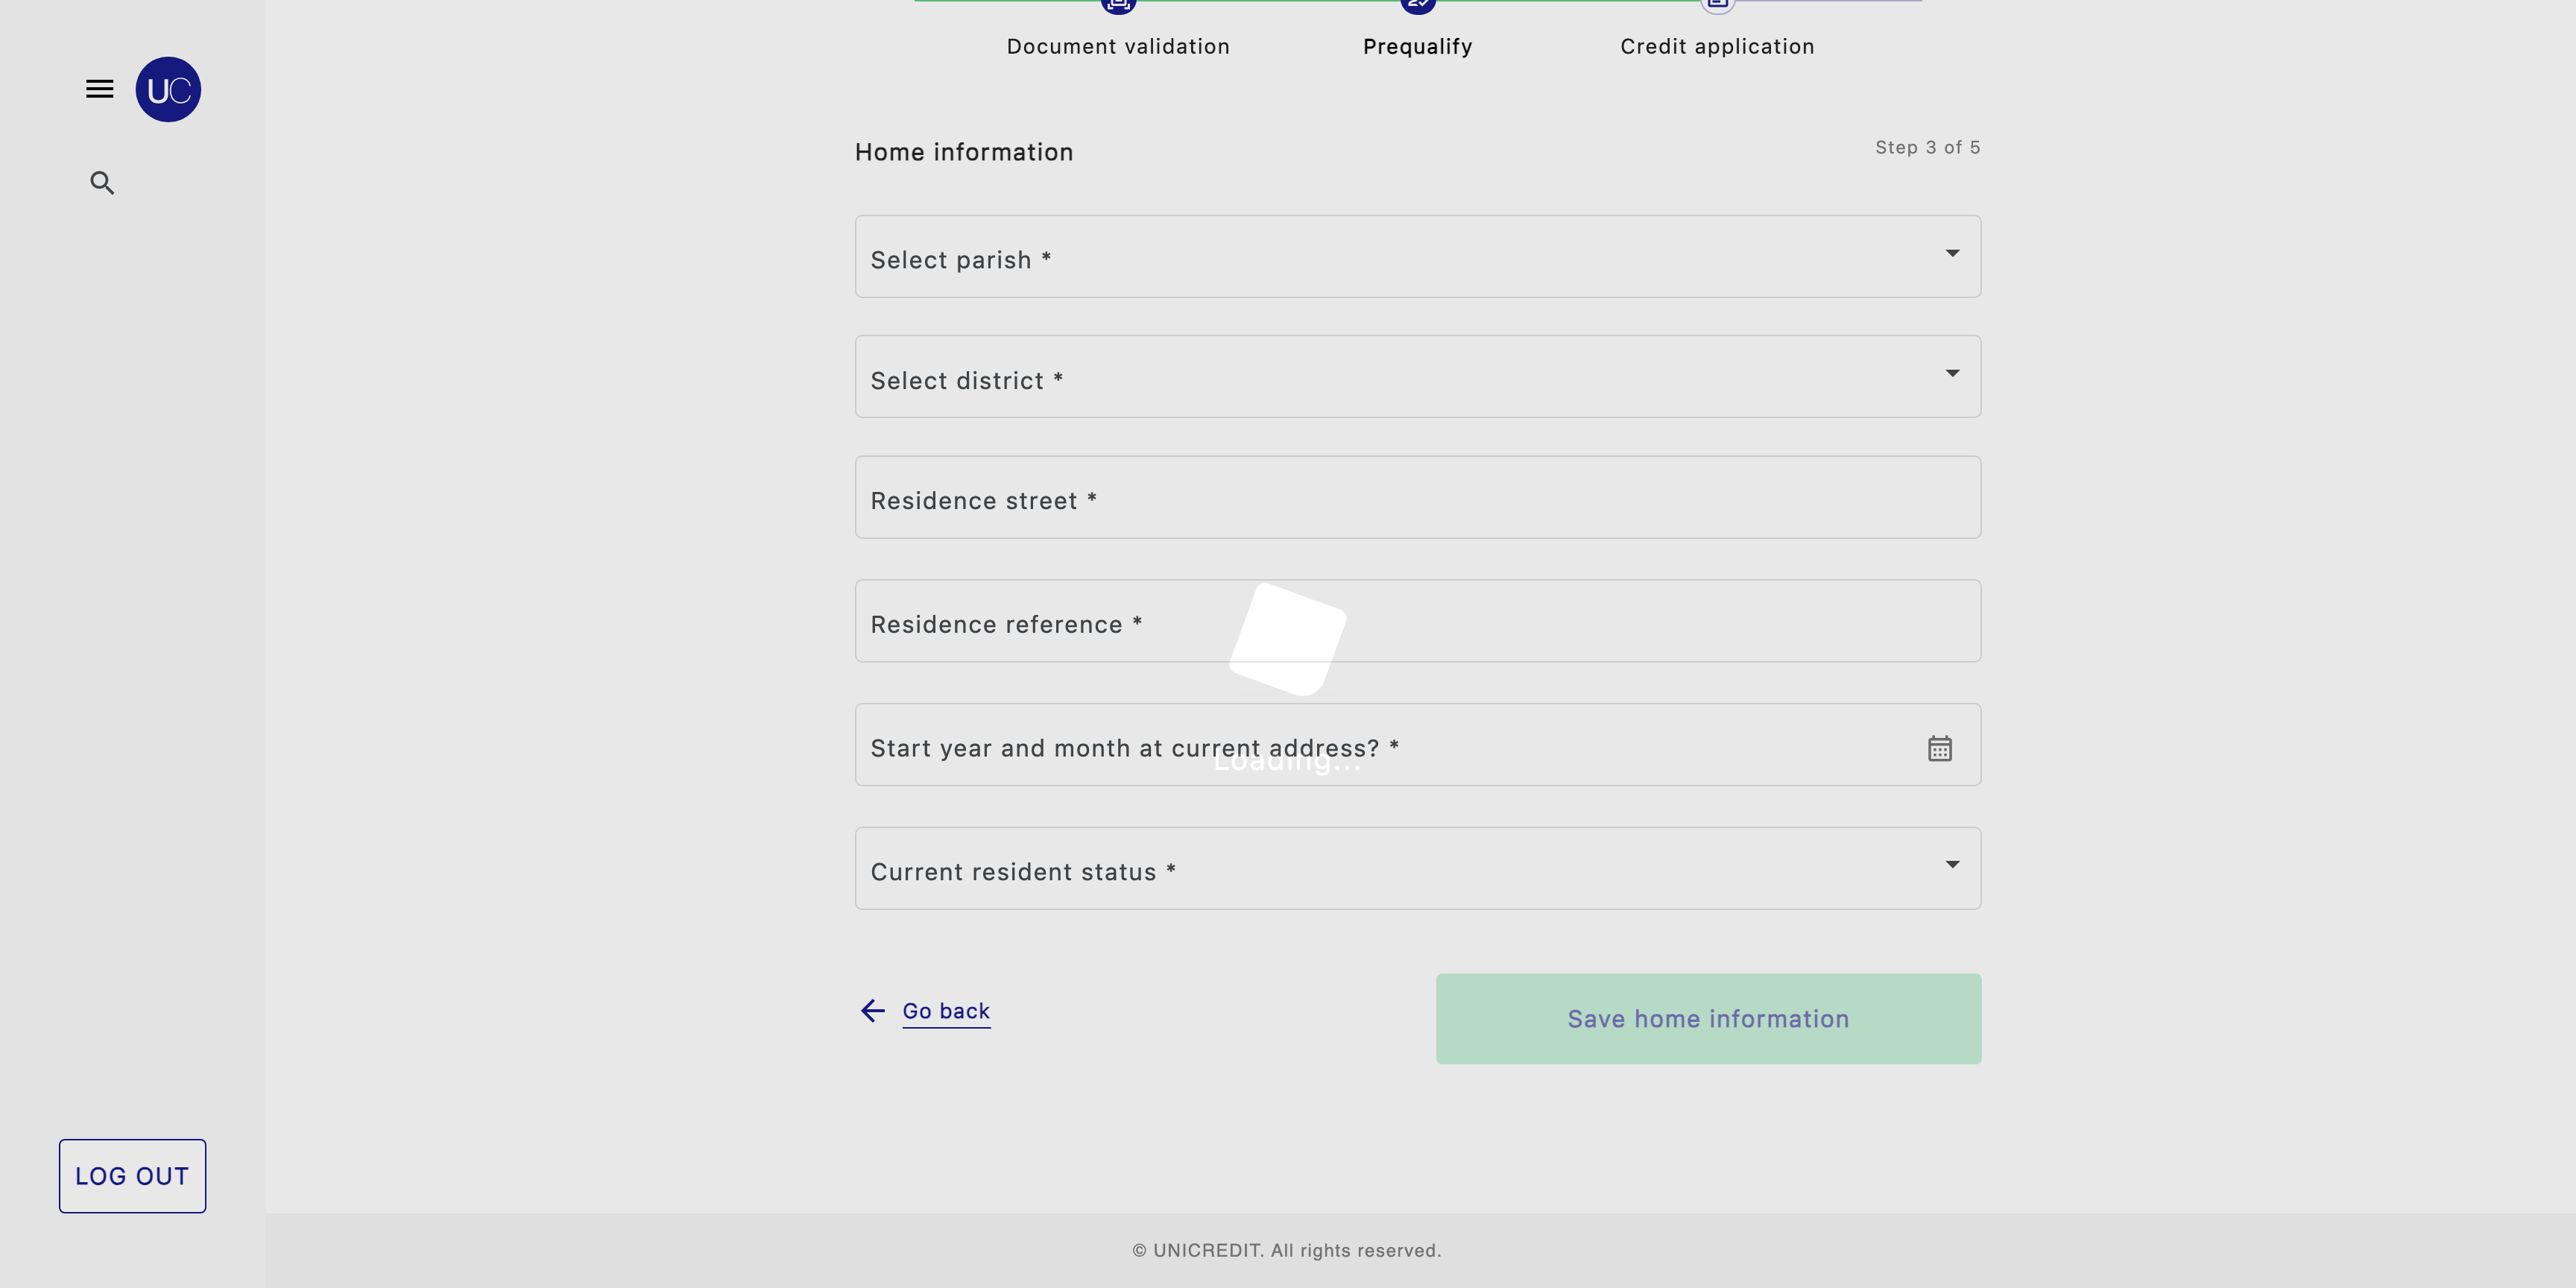 Document validation
Prequalify
Credit application
UC
Home information
Step 3 of 5
Select parish *
Select district *
Residence street *
Residence reference *
Start year and month at current address? *
Loading...
Current resident status *
Go back
Save home information
LOG OUT
© UNICREDIT. All rights reserved.